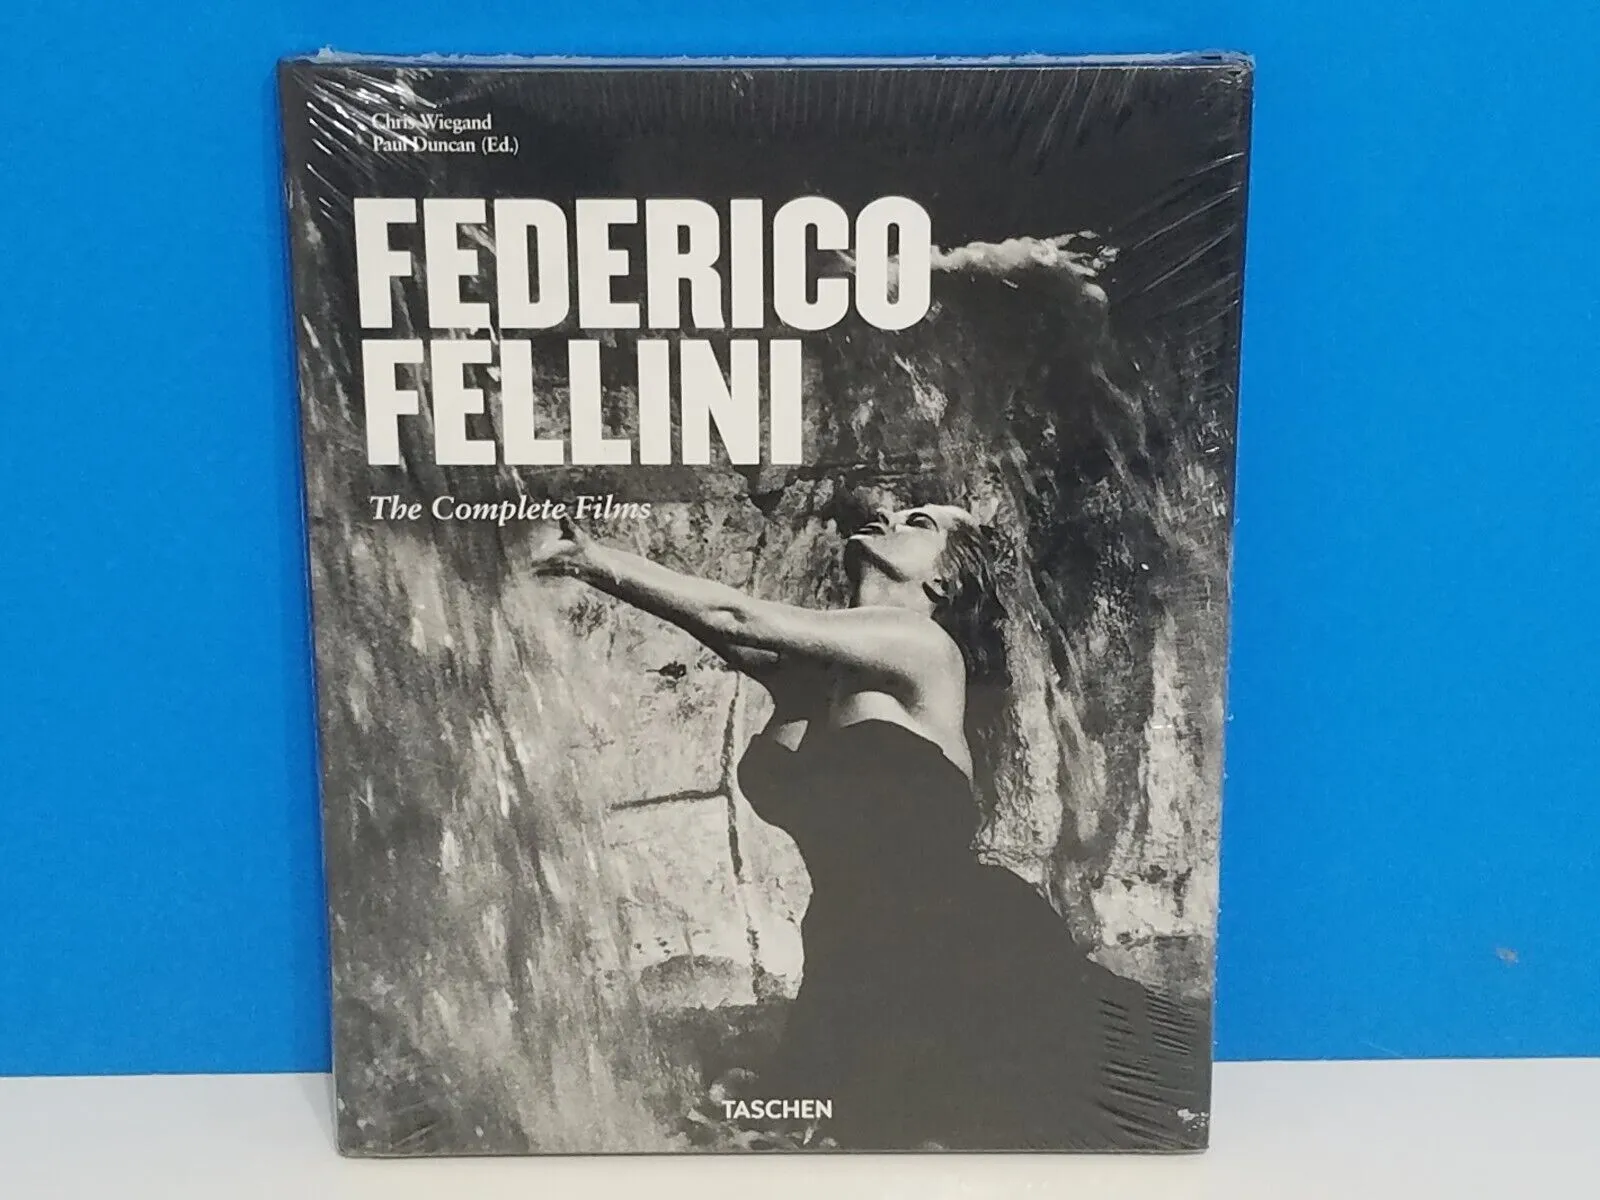 Chris Wiegand
Paul Duncan (Ed.)
FEDERICO
FELLINI
The Complete Films
TASCHEN